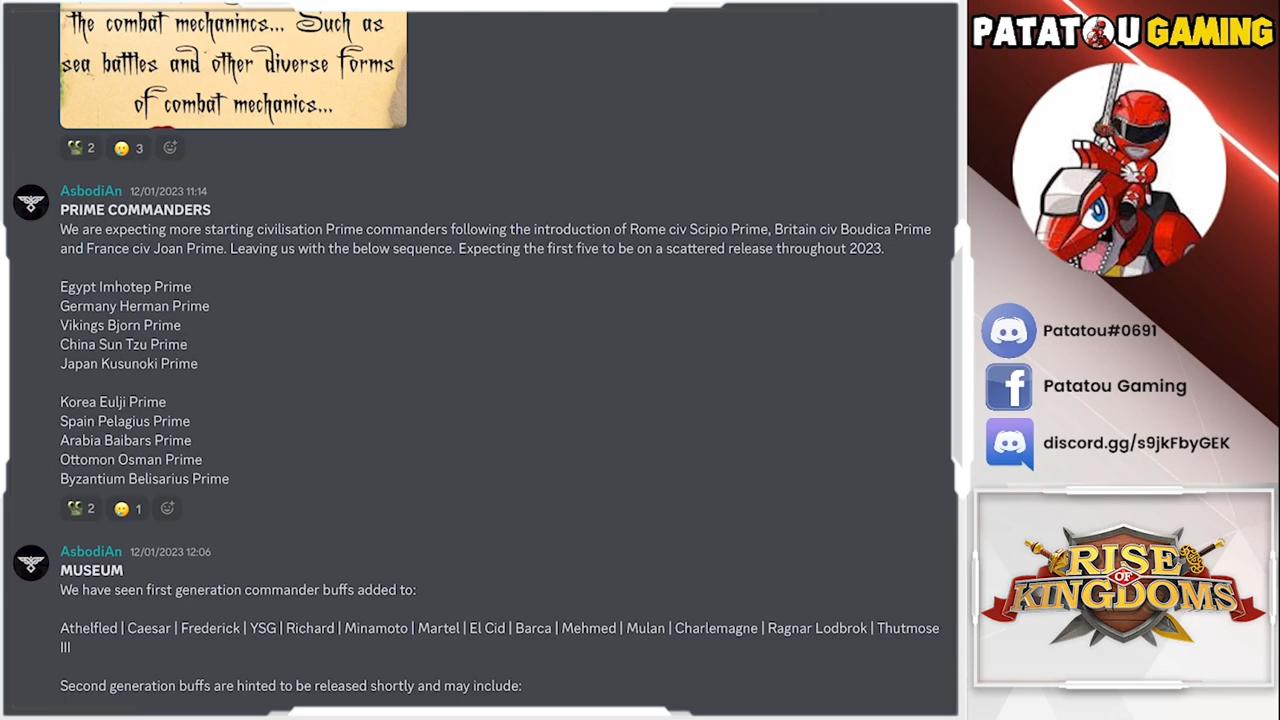 the combat mechanincs... Such as
sea battles and other diverse forms
of combat mechanics...
2
3
AsbodiAn 12/01/2023 11:14
PRIME COMMANDERS
We are expecting more starting civilisation Prime commanders following the introduction of Rome civ Scipio Prime, Britain civ Boudica Prime
and France civ Joan Prime. Leaving us with the below sequence. Expecting the first five to be on a scattered release throughout 2023.
Egypt Imhotep Prime
Germany Herman Prime
Vikings Bjorn Prime
China Sun Tzu Prime
Japan Kusunoki Prime
Korea Eulji Prime
Spain Pelagius Prime
Arabia Baibars Prime
Ottomon Osman Prime
Byzantium Belisarius Prime
2
1
AsbodiAn 12/01/2023 12:06
MUSEUM
We have seen first generation commander buffs added to:
Athelfled | Caesar | Frederick | YSG | Richard | Minamoto | Martel | El Cid | Barca | Mehmed | Mulan | Charlemagne | Ragnar Lodbrok | Thutmose
III
Second generation buffs are hinted to be released shortly and may include:
PATATOU GAMING
Patatou#0691
Patatou Gaming
discord.gg/s9jkFbyGEK
RISE
OF
KINGDOMS